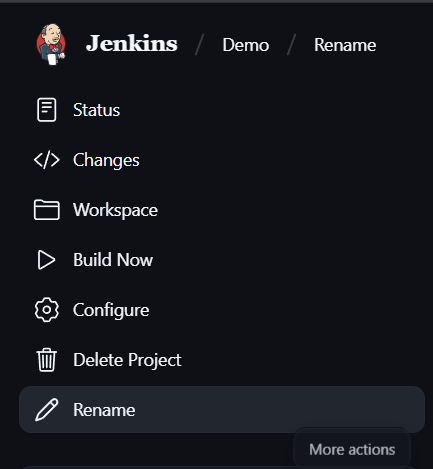 Jenkins / Demo / Rename
Status
Changes
Workspace
Build Now
Configure
Delete Project
Rename
More actions